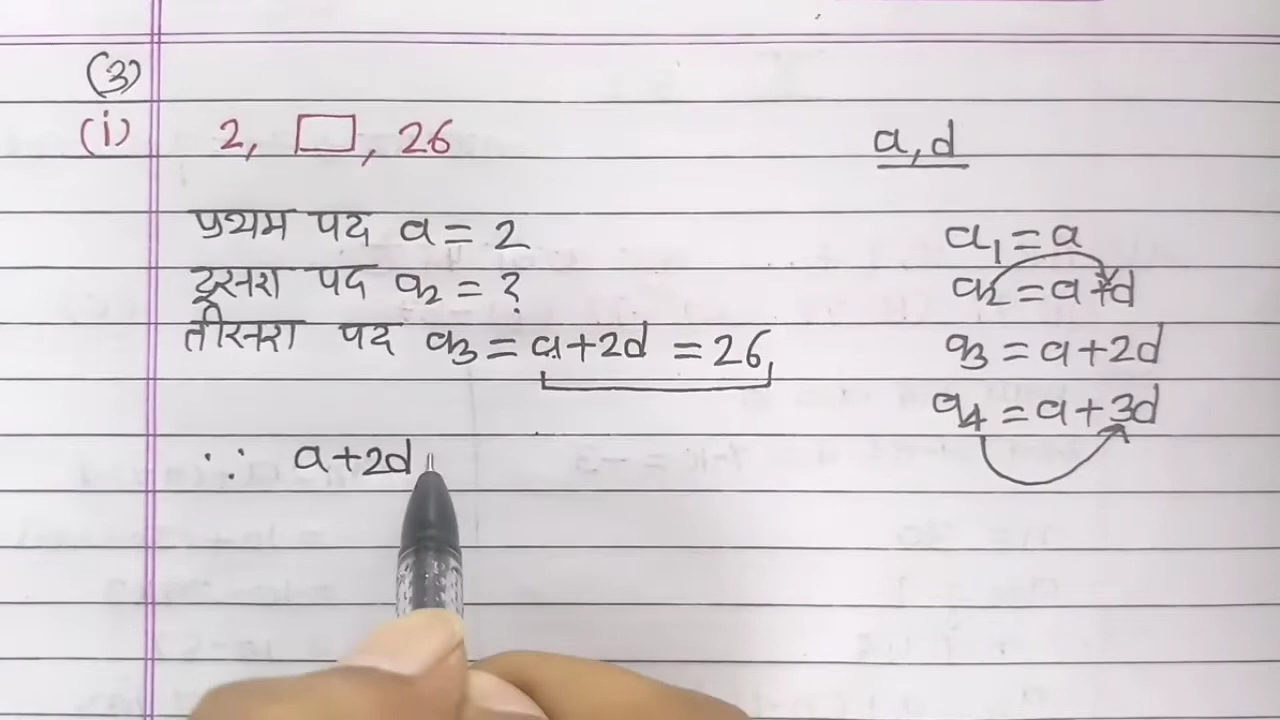 (3)
(i) 2, □, 26
a, d
प्रथम पद a = 2
दूसरा पद a2 = ?
तीसरा पद a3 = a+2d = 26
∵ a+2d
a1 = a
a2 = a+d
a3 = a+2d
a4 = a+3d